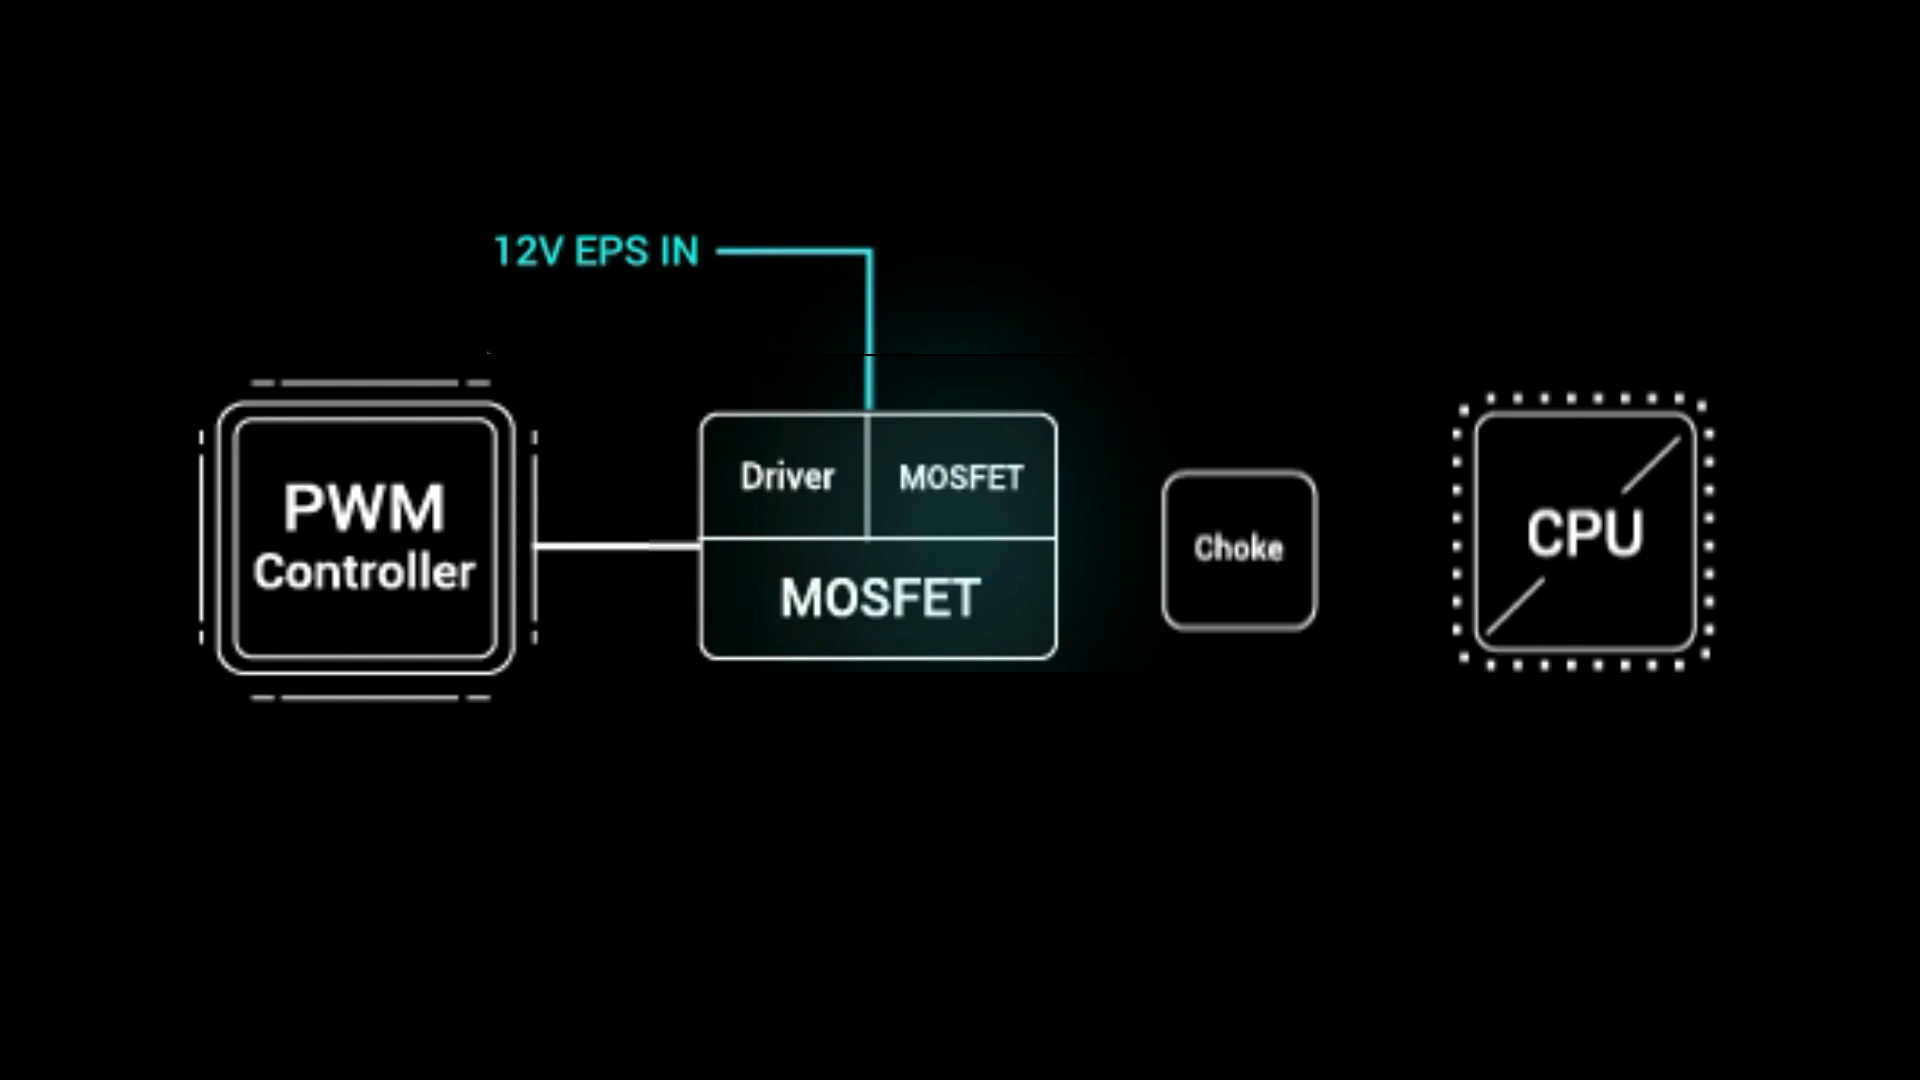 12V EPS IN
PWM
Controller
Driver
MOSFET
MOSFET
Choke
CPU